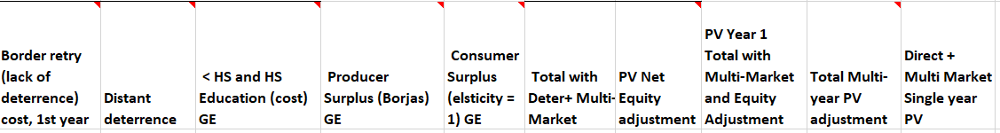 Border retry
(lack of
deterrence)
cost, 1st year
Distant
deterrence
< HS and HS
Education (cost)
GE
Producer
Surplus (Borjas)
GE
Consumer
Surplus
(elsticity =
1) GE
Total with
Deter+ Multi-
Market
PV Net
Equity
adjustment
PV Year 1
Total with
Multi-Market
and Equity
Adjustment
Total Multi-
year PV
adjustment
Direct +
Multi Market
Single year
PV